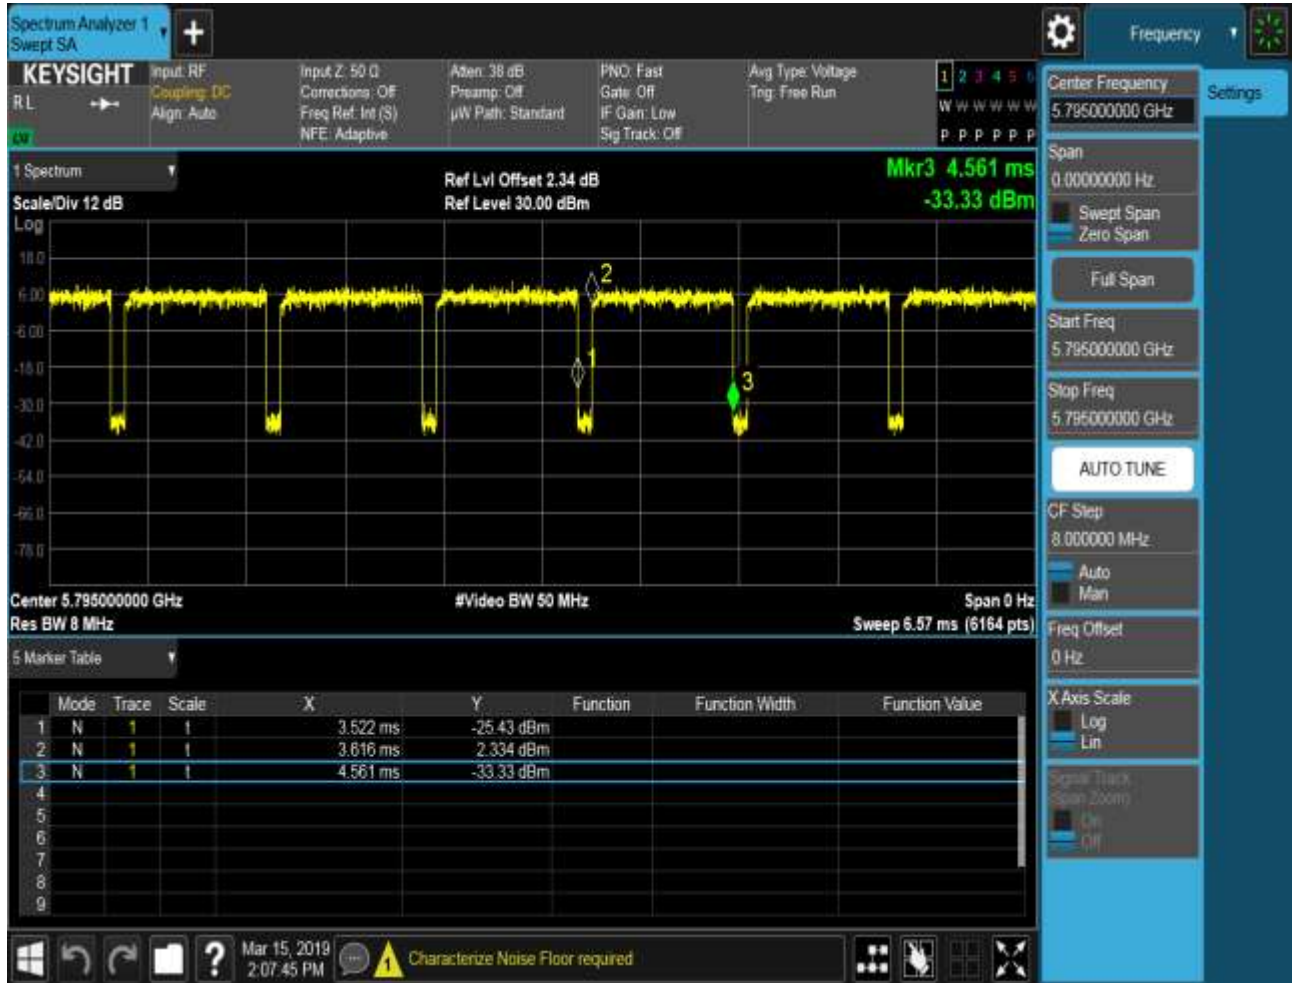 Spectrum Analyzer 1
Swept SA
Frequency
KEYSIGHT
RL
Input: RF
Coupling: DC
Align: Auto
Input Z: 50 Ω
Corrections: Off
Freq Ref: Int (S)
NFE: Adaptive
Atten: 38 dB
Preamp: Off
µW Path: Standard
PNO: Fast
Gate: Off
IF Gain: Low
Sig Track: Off
Avg Type: Voltage
Trig: Free Run
1 2 3 4 5 6
W W W W W W
P P P P P P
1 Spectrum
Scale/Div 12 dB
Ref Lvl Offset 2.34 dB
Ref Level 30.00 dBm
Mkr3 4.561 ms
-33.33 dBm
Log
18.0
6.00
-6.00
-18.0
-30.0
-42.0
-54.0
-66.0
-78.0
2
1
3
Center 5.795000000 GHz
#Video BW 50 MHz
Span 0 Hz
Res BW 8 MHz
Sweep 6.57 ms (6164 pts)
5 Marker Table
Mode Trace Scale X Y Function Function Width Function Value
1 N 1 t 3.522 ms -25.43 dBm
2 N 1 t 3.616 ms 2.334 dBm
3 N 1 t 4.561 ms -33.33 dBm
4
5
6
7
8
9
Mar 15, 2019
2:07:45 PM
1
Characterize Noise Floor required
Center Frequency
5.795000000 GHz
Settings
Span
0.00000000 Hz
Swept Span
Zero Span
Full Span
Start Freq
5.795000000 GHz
Stop Freq
5.795000000 GHz
AUTO TUNE
CF Step
8.000000 MHz
Auto
Man
Freq Offset
0 Hz
X Axis Scale
Log
Lin
Signal Track
(Span Zoom)
On
Off